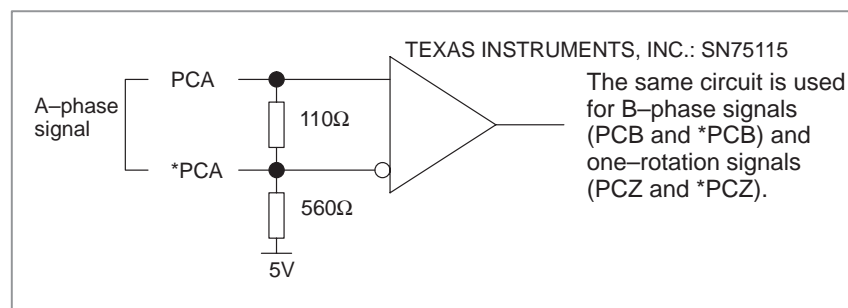 TEXAS INSTRUMENTS, INC.: SN75115
A–phase
signal
PCA
*PCA
110Ω
560Ω
5V
The same circuit is used
for B–phase signals
(PCB and *PCB) and
one–rotation signals
(PCZ and *PCZ).